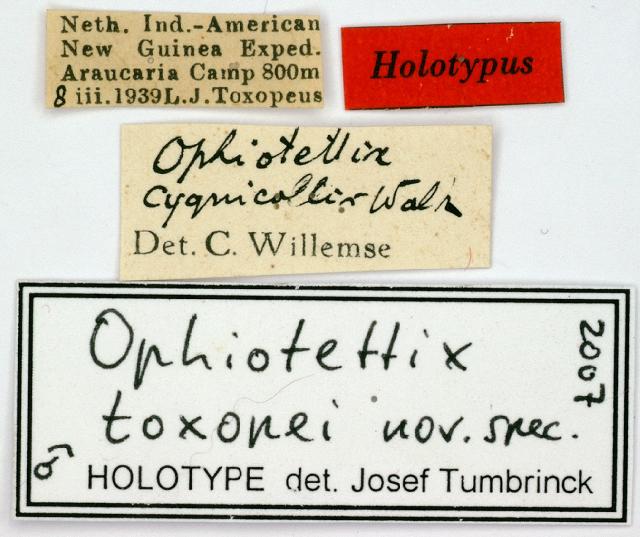 Neth. Ind.-American
New Guinea Exped.
Araucaria Camp 800m
8 iii.1939 L.J. Toxopeus
Holotypus
Ophiotettix
cygnicollis Walk
Det. C. Willemse
Ophiotettix
toxopei nov. spec.
2007
♂
HOLOTYPE det. Josef Tumbrinck